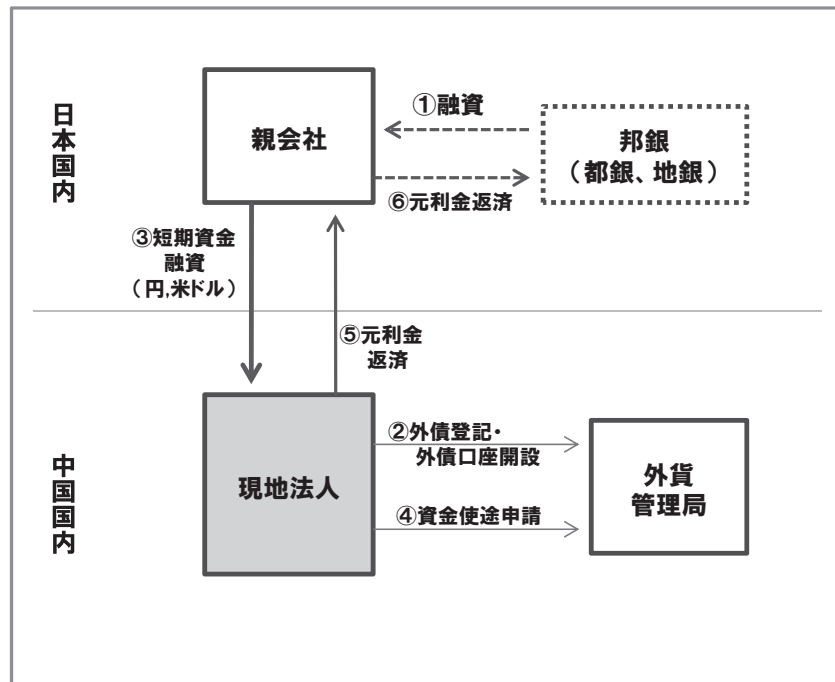 日本国内
親会社
①融資
邦銀
（都銀、地銀）
⑥元利金返済
③短期資金
融資
（円,米ドル）
⑤元利金
返済
中国国内
現地法人
②外債登記・
外債口座開設
④資金使途申請
外貨
管理局